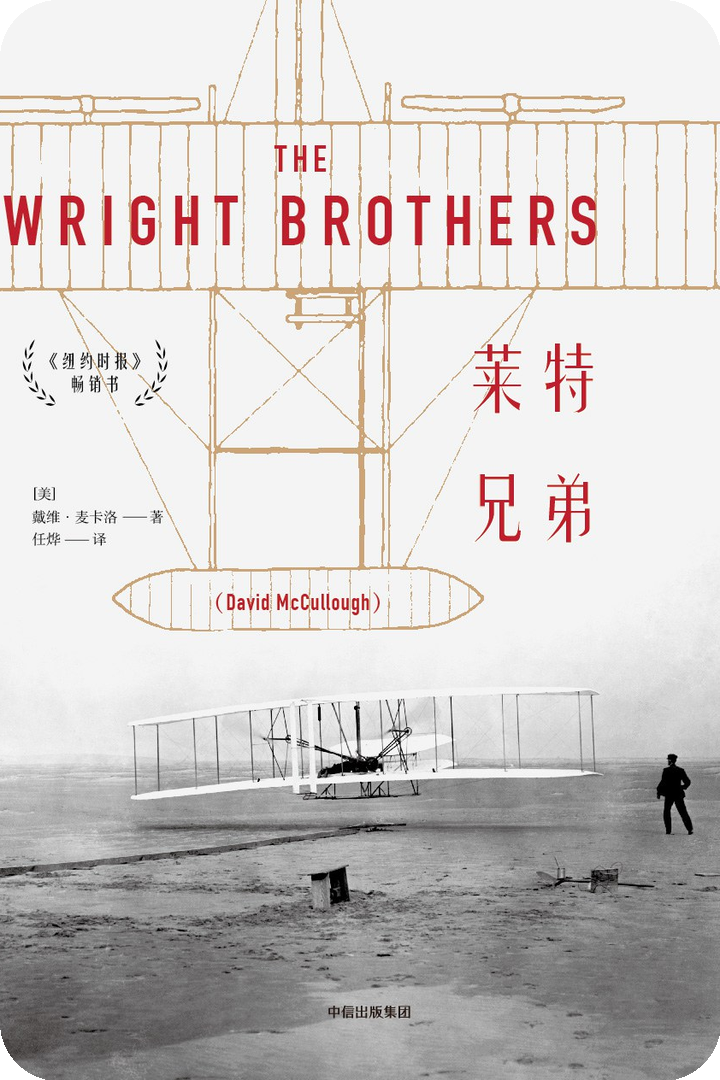 THE
WRIGHT BROTHERS
《纽约时报》
畅销书
莱特
兄弟
[美]
戴维·麦卡洛——著
任烨——译
(David McCullough)
中信出版集团